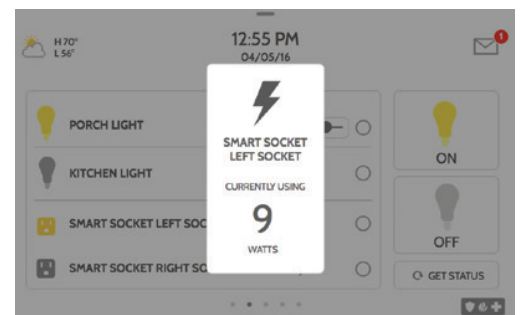 H 70°
L 56°
12:55 PM
04/05/16
1
PORCH LIGHT
KITCHEN LIGHT
SMART SOCKET LEFT SOC
SMART SOCKET RIGHT SO
SMART SOCKET
LEFT SOCKET
CURRENTLY USING
9
WATTS
ON
OFF
GET STATUS